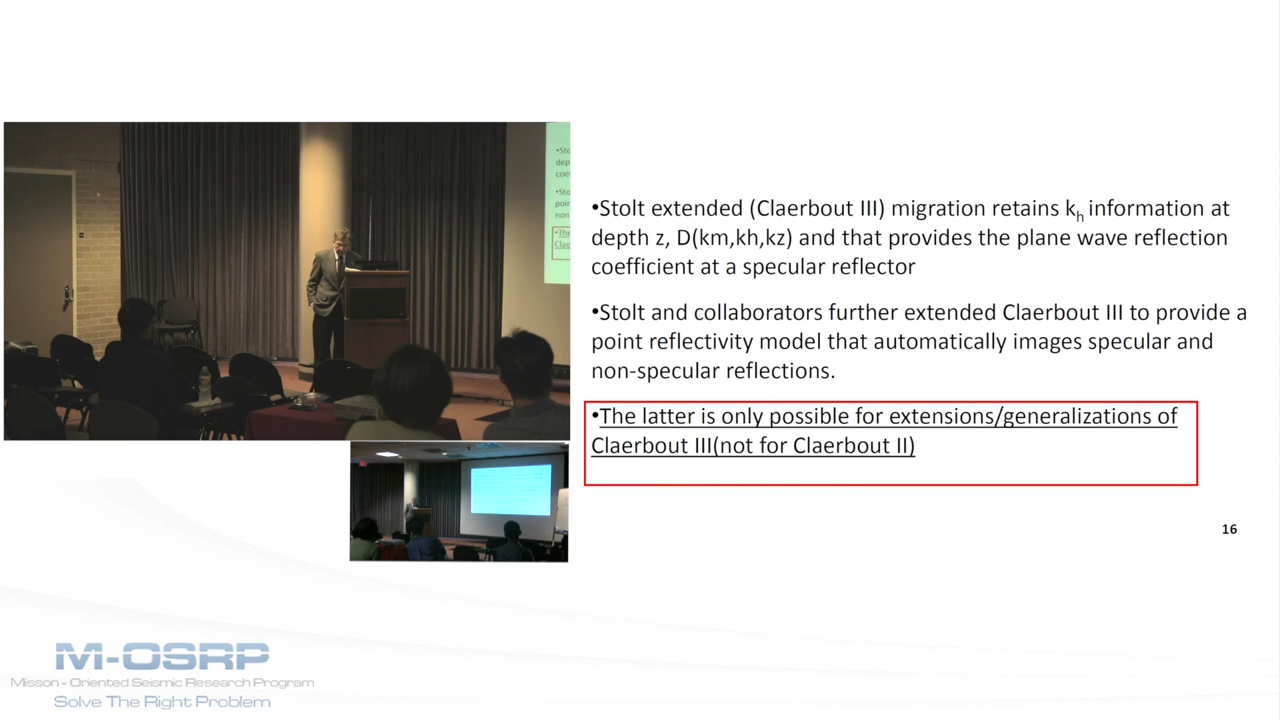 •Stolt extended (Claerbout III) migration retains kh information at
depth z, D(km,kh,kz) and that provides the plane wave reflection
coefficient at a specular reflector
•Stolt and collaborators further extended Claerbout III to provide a
point reflectivity model that automatically images specular and
non-specular reflections.
•The latter is only possible for extensions/generalizations of
Claerbout III(not for Claerbout II)
16
M-OSRP
Misson - Oriented Seismic Research Program
Solve The Right Problem